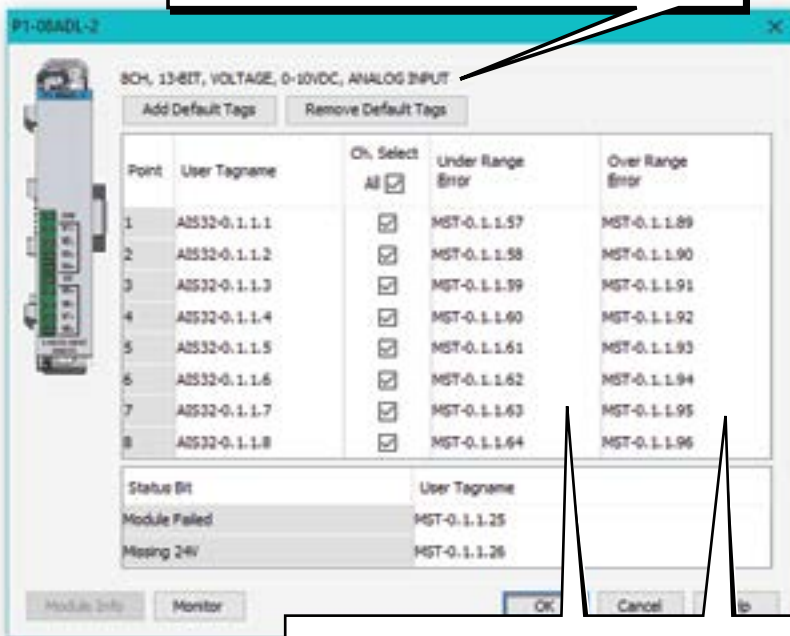 P1-08ADL-2
8CH, 13-BIT, VOLTAGE, 0-10VDC, ANALOG INPUT
Add Default Tags Remove Default Tags
Point User Tagname Ch. Select All Under Range Error Over Range Error
1 AIS32-0.1.1.1 MST-0.1.1.57 MST-0.1.1.89
2 AIS32-0.1.1.2 MST-0.1.1.58 MST-0.1.1.90
3 AIS32-0.1.1.3 MST-0.1.1.59 MST-0.1.1.91
4 AIS32-0.1.1.4 MST-0.1.1.60 MST-0.1.1.92
5 AIS32-0.1.1.5 MST-0.1.1.61 MST-0.1.1.93
6 AIS32-0.1.1.6 MST-0.1.1.62 MST-0.1.1.94
7 AIS32-0.1.1.7 MST-0.1.1.63 MST-0.1.1.95
8 AIS32-0.1.1.8 MST-0.1.1.64 MST-0.1.1.96
Status Bit User Tagname
Module Failed MST-0.1.1.25
Missing 24V MST-0.1.1.26
Module Info Monitor OK Cancel